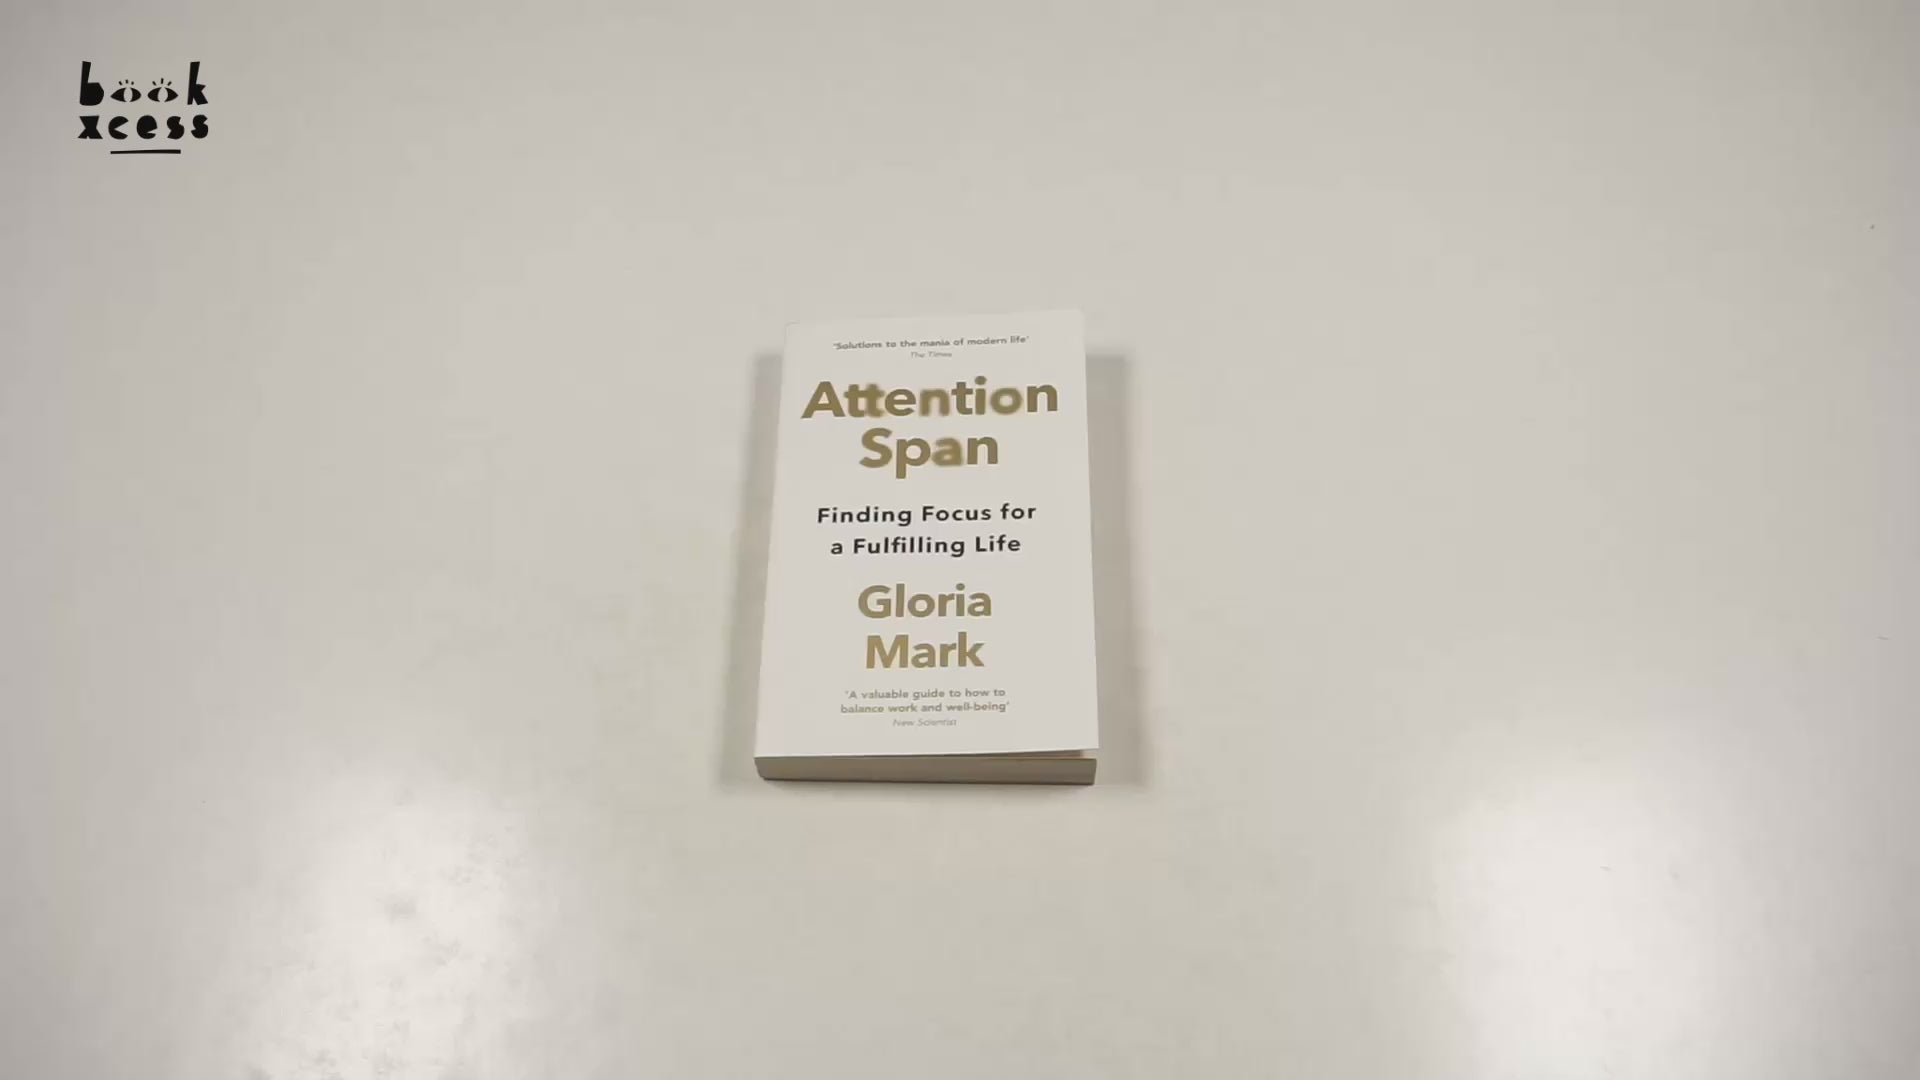 book
xcess
'Solutions to the mania of modern life'
The Times
Attention
Span
Finding Focus for
a Fulfilling Life
Gloria
Mark
'A valuable guide to how to
balance work and well-being'
New Scientist